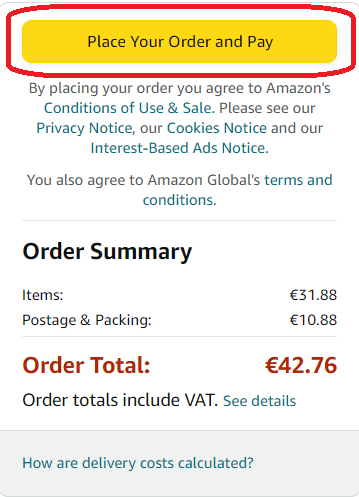 Place Your Order and Pay
By placing your order you agree to Amazon's
Conditions of Use & Sale. Please see our
Privacy Notice, our Cookies Notice and our
Interest-Based Ads Notice.
You also agree to Amazon Global's terms and
conditions.
Order Summary
Items: €31.88
Postage & Packing: €10.88
Order Total: €42.76
Order totals include VAT. See details
How are delivery costs calculated?